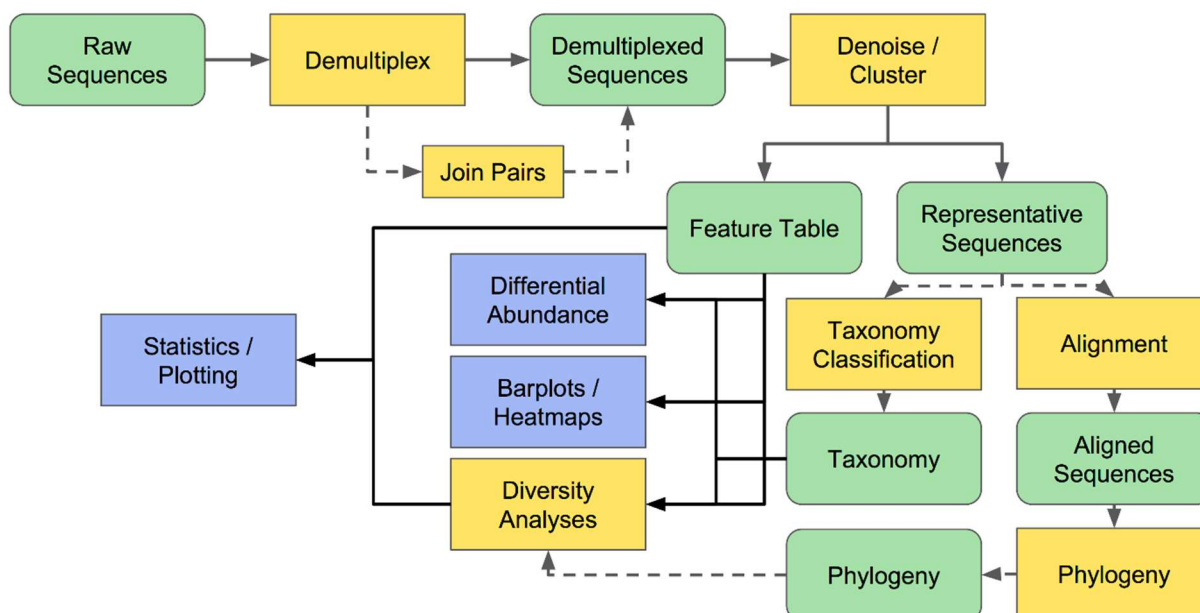 Raw
Sequences
Demultiplex
Demultiplexed
Sequences
Denoise /
Cluster
Join Pairs
Feature Table
Representative
Sequences
Differential
Abundance
Taxonomy
Classification
Alignment
Statistics /
Plotting
Barplots /
Heatmaps
Taxonomy
Aligned
Sequences
Diversity
Analyses
Phylogeny
Phylogeny